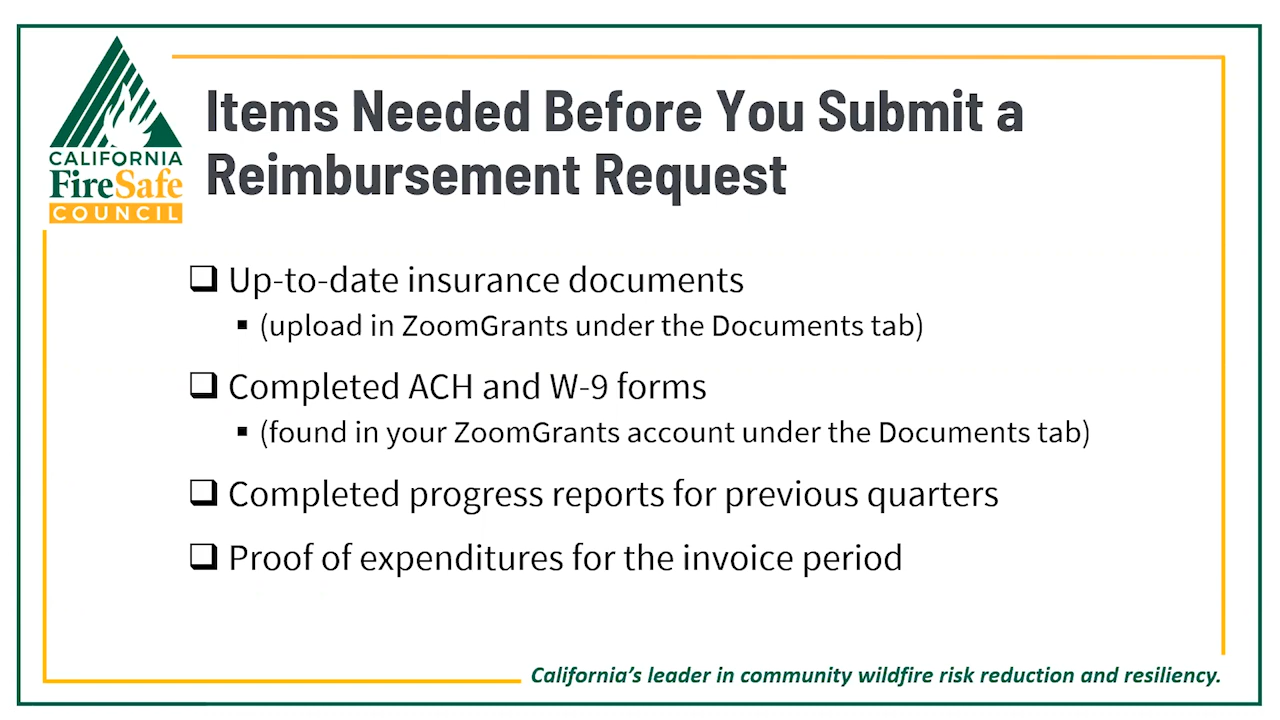 CALIFORNIA
FireSafe
COUNCIL
Items Needed Before You Submit a
Reimbursement Request
Up-to-date insurance documents
(upload in ZoomGrants under the Documents tab)
Completed ACH and W-9 forms
(found in your ZoomGrants account under the Documents tab)
Completed progress reports for previous quarters
Proof of expenditures for the invoice period
California's leader in community wildfire risk reduction and resiliency.